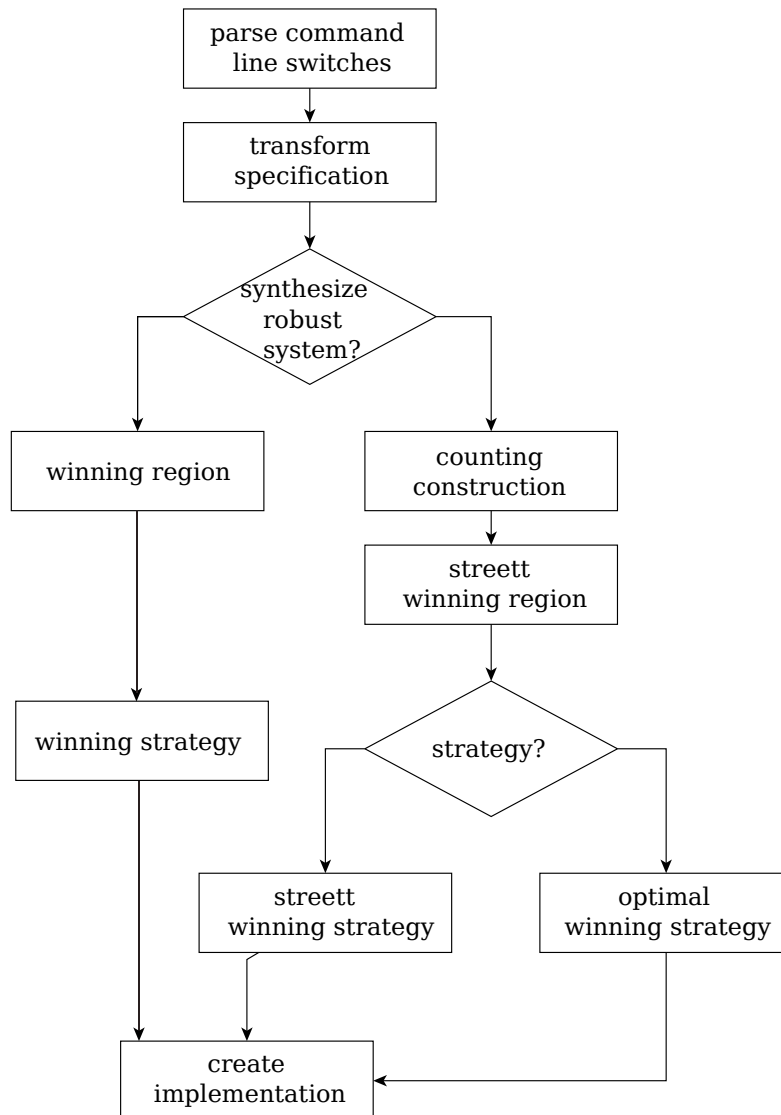 parse command
line switches
transform
specification
synthesize
robust
system?
winning region
counting
construction
streett
winning region
winning strategy
strategy?
streett
winning strategy
optimal
winning strategy
create
implementation